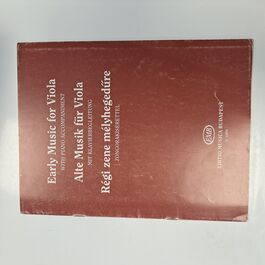 Early Music for Viola
WITH PIANO ACCOMPANIMENT
Alte Musik für Viola
MIT KLAVIERBEGLEITUNG
Régi zene mélyhegedűre
ZONGORAKÍSÉRETTEL
EMB
EDITIO MUSICA BUDAPEST